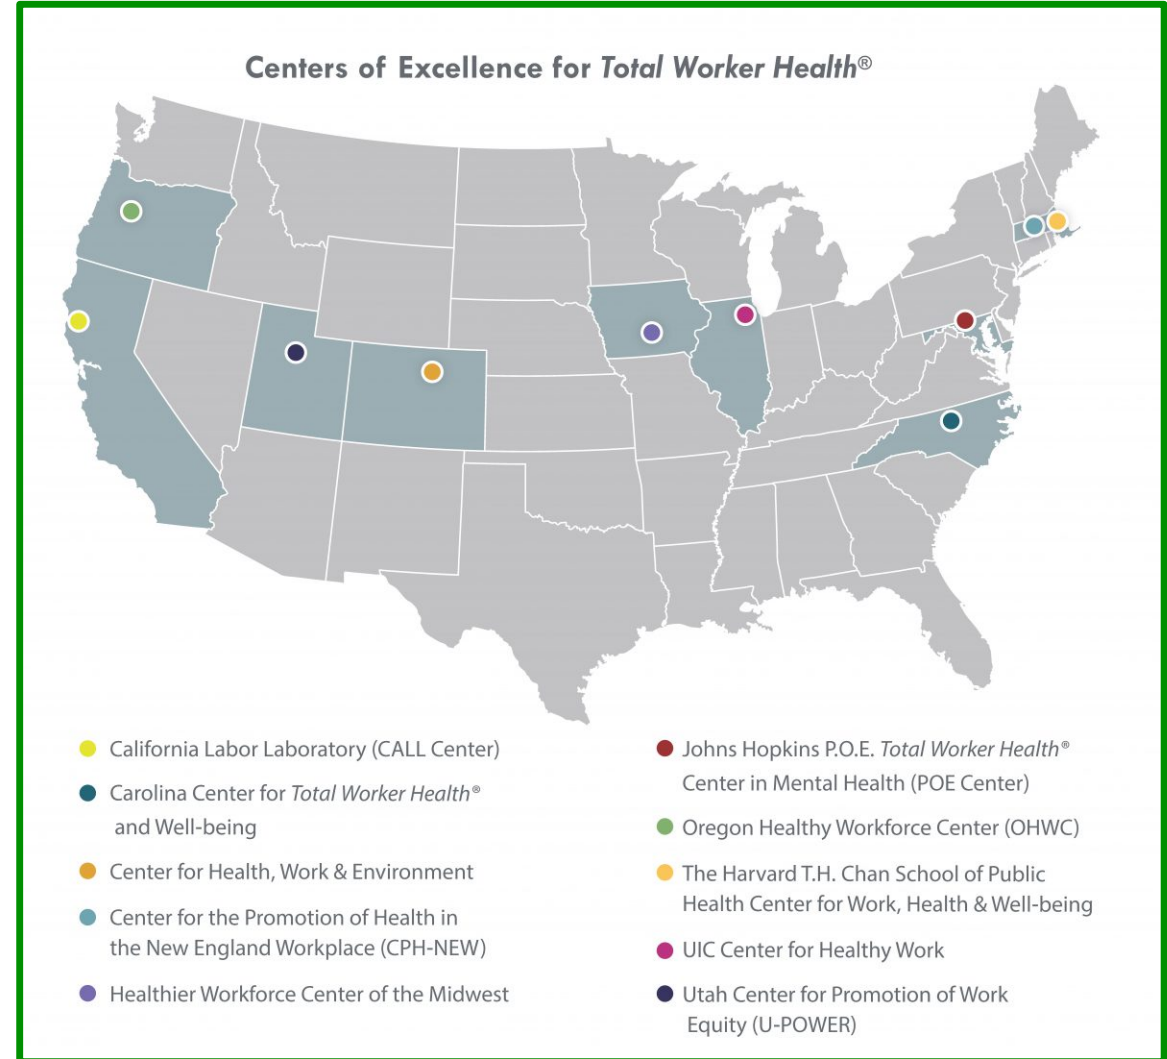 Centers of Excellence for Total Worker Health®
California Labor Laboratory (CALL Center)
Carolina Center for Total Worker Health®
and Well-being
Center for Health, Work & Environment
Center for the Promotion of Health in
the New England Workplace (CPH-NEW)
Healthier Workforce Center of the Midwest
Johns Hopkins P.O.E. Total Worker Health®
Center in Mental Health (POE Center)
Oregon Healthy Workforce Center (OHWC)
The Harvard T.H. Chan School of Public
Health Center for Work, Health & Well-being
UIC Center for Healthy Work
Utah Center for Promotion of Work
Equity (U-POWER)